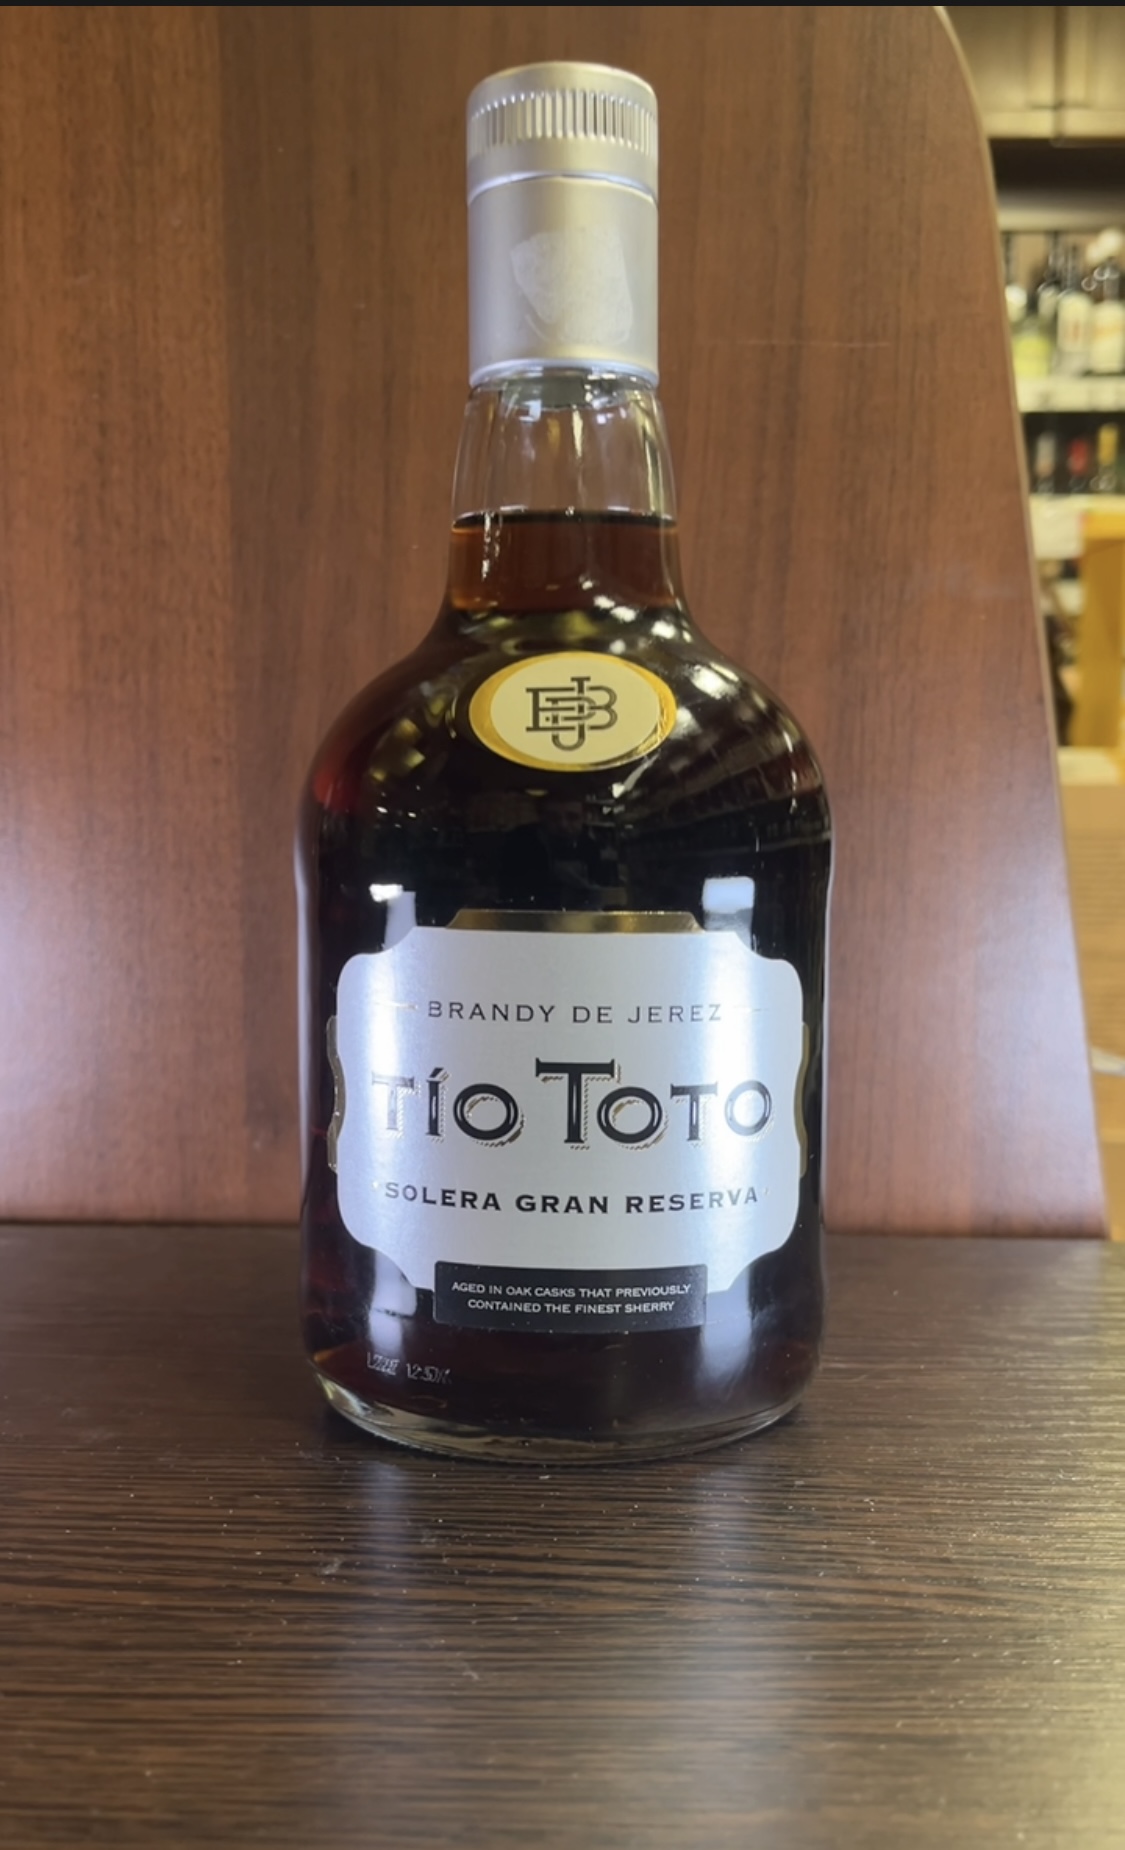 BRANDY DE JEREZ
TÍO TOTO
SOLERA GRAN RESERVA
AGED IN OAK CASKS THAT PREVIOUSLY
CONTAINED THE FINEST SHERRY